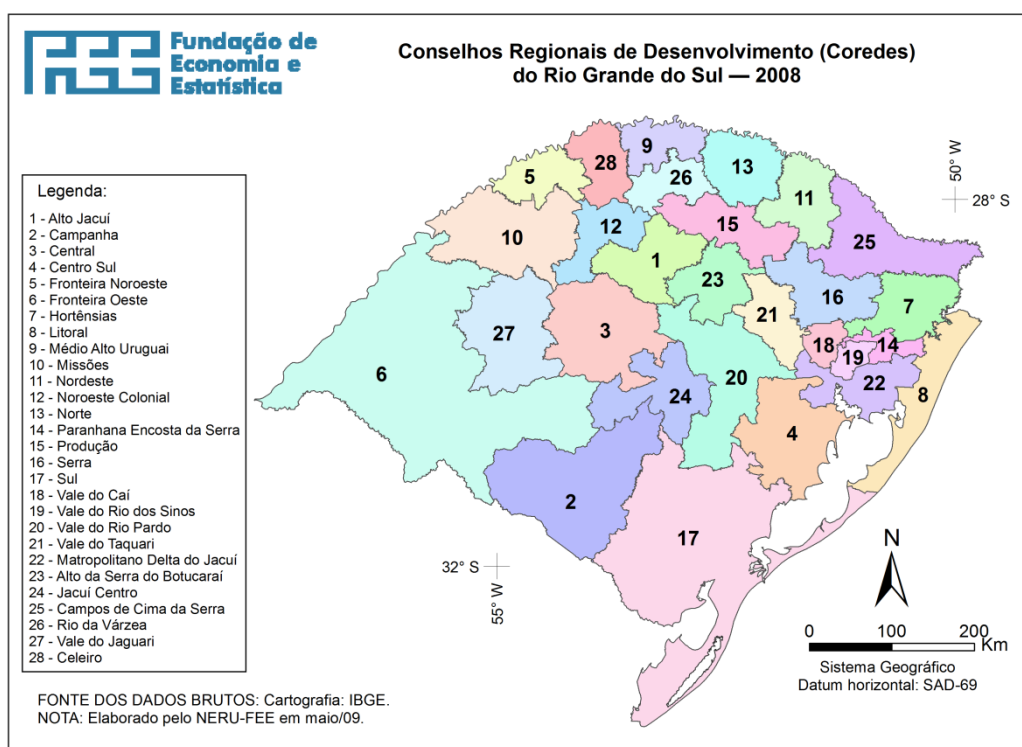 FEE Fundação de
Economia e
Estatística
Conselhos Regionais de Desenvolvimento (Coredes)
do Rio Grande do Sul — 2008
Legenda:
1 - Alto Jacuí
2 - Campanha
3 - Central
4 - Centro Sul
5 - Fronteira Noroeste
6 - Fronteira Oeste
7 - Hortênsias
8 - Litoral
9 - Médio Alto Uruguai
10 - Missões
11 - Nordeste
12 - Noroeste Colonial
13 - Norte
14 - Paranhana Encosta da Serra
15 - Produção
16 - Serra
17 - Sul
18 - Vale do Caí
19 - Vale do Rio dos Sinos
20 - Vale do Rio Pardo
21 - Vale do Taquari
22 - Matropolitano Delta do Jacuí
23 - Alto da Serra do Botucaraí
24 - Jacuí Centro
25 - Campos de Cima da Serra
26 - Rio da Várzea
27 - Vale do Jaguari
28 - Celeiro
9
28
13
26
5
11
50° W
28° S
15
12
10
25
1
23
16
7
21
27
3
18
14
19
6
20
22
24
8
4
2
17
32° S
55° W
N
0 100 200
Km
Sistema Geográfico
Datum horizontal: SAD-69
FONTE DOS DADOS BRUTOS: Cartografia: IBGE.
NOTA: Elaborado pelo NERU-FEE em maio/09.